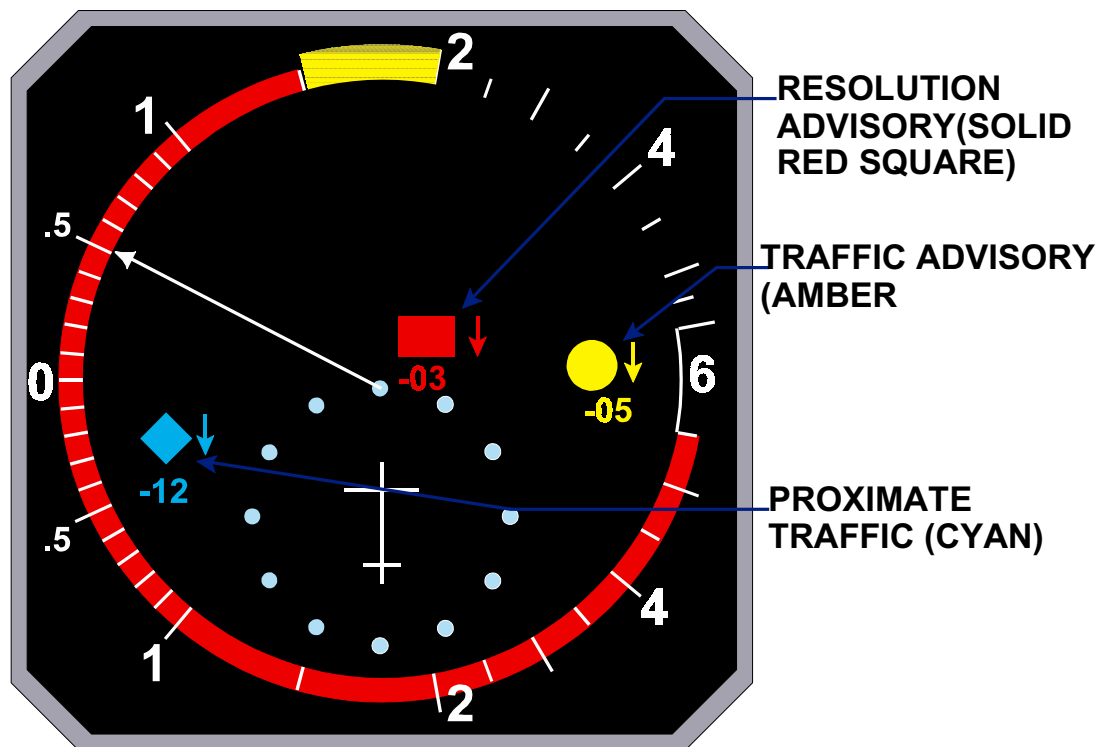 2
1
RESOLUTION
ADVISORY(SOLID
RED SQUARE)
4
.5
TRAFFIC ADVISORY
(AMBER
0
-03
6
-05
-12
PROXIMATE
TRAFFIC (CYAN)
.5
4
1
2